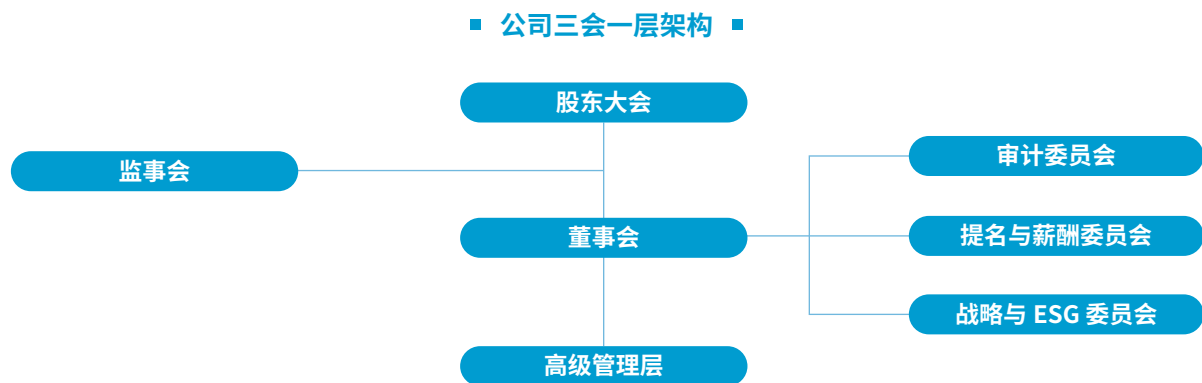 公司三会一层架构
股东大会
监事会
审计委员会
董事会
提名与薪酬委员会
战略与 ESG 委员会
高级管理层